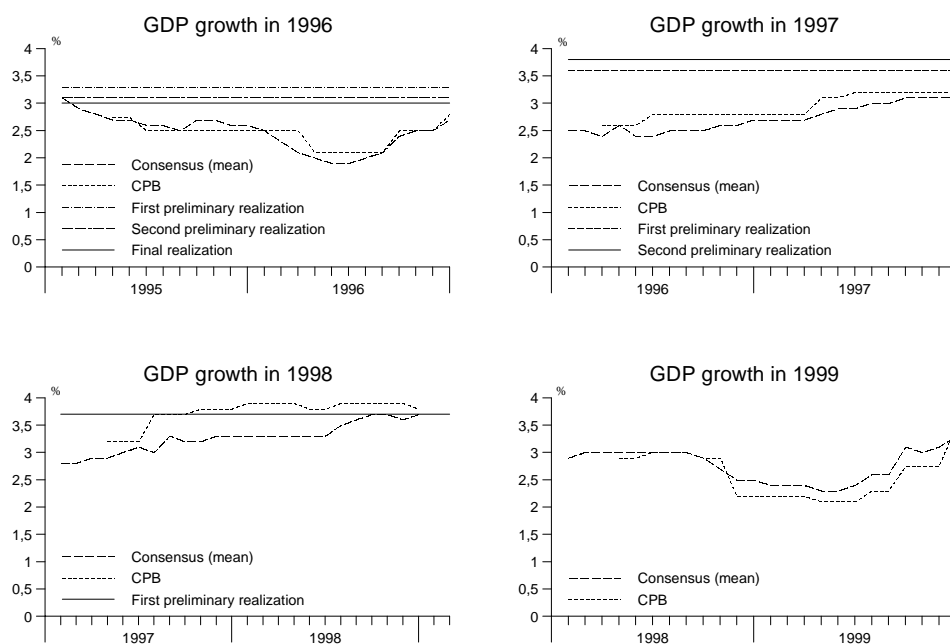 GDP growth in 1996
%
4
3,5
3
2,5
2
1,5
1
0,5
0
Consensus (mean)
CPB
First preliminary realization
Second preliminary realization
Final realization
1995 1996
GDP growth in 1997
%
4
3,5
3
2,5
2
1,5
1
0,5
0
Consensus (mean)
CPB
First preliminary realization
Second preliminary realization
1996 1997
GDP growth in 1998
%
4
3,5
3
2,5
2
1,5
1
0,5
0
Consensus (mean)
CPB
First preliminary realization
1997 1998
GDP growth in 1999
%
4
3,5
3
2,5
2
1,5
1
0,5
0
Consensus (mean)
CPB
1998 1999